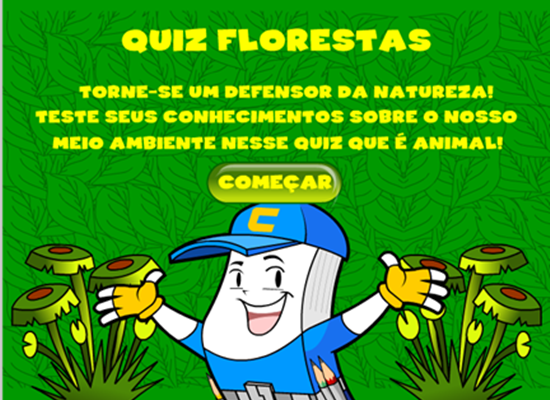 QUIZ FLORESTAS
TORNE-SE UM DEFENSOR DA NATUREZA!
TESTE SEUS CONHECIMENTOS SOBRE O NOSSO
MEIO AMBIENTE NESSE QUIZ QUE É ANIMAL!
COMEÇAR
C